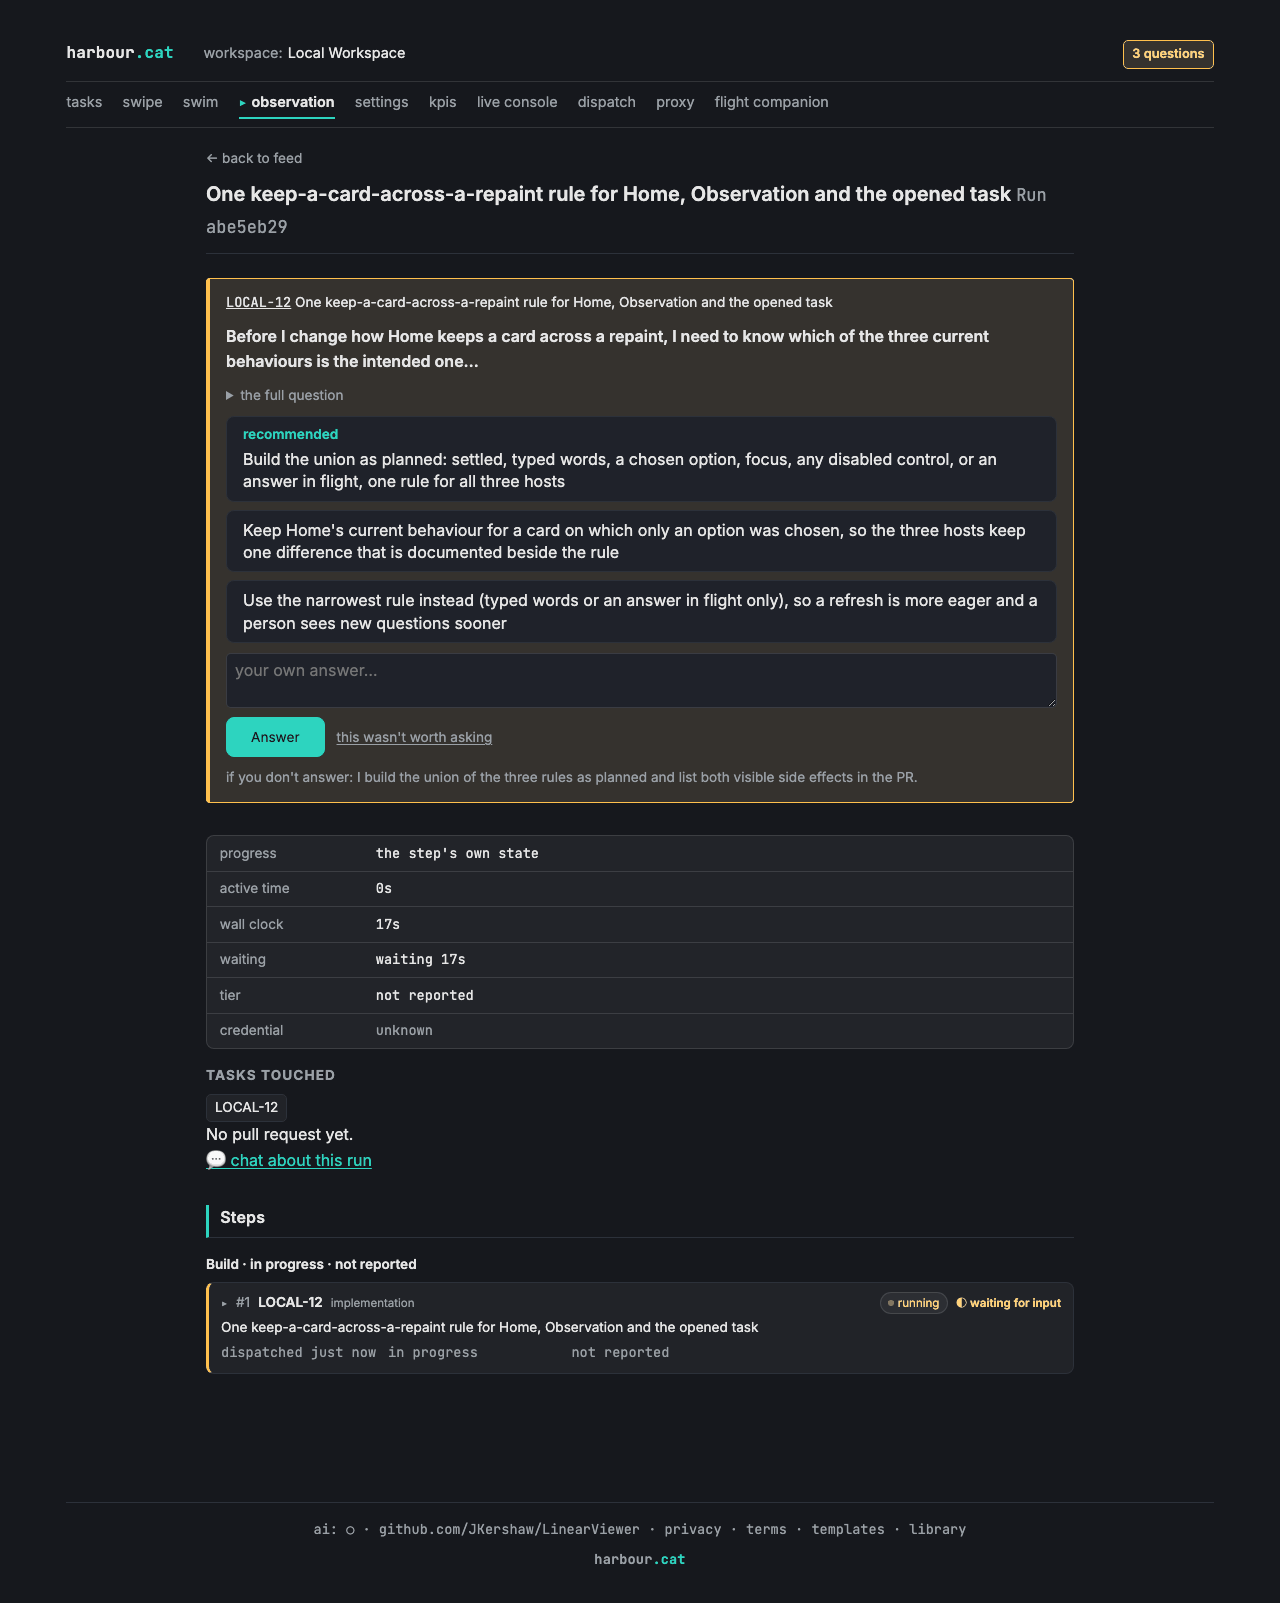 harbour.cat
workspace: Local Workspace
3 questions
tasks swipe swim ▸ observation settings kpis live console dispatch proxy flight companion
← back to feed
One keep-a-card-across-a-repaint rule for Home, Observation and the opened task Run
abe5eb29
LOCAL-12 One keep-a-card-across-a-repaint rule for Home, Observation and the opened task
Before I change how Home keeps a card across a repaint, I need to know which of the three current
behaviours is the intended one...
▶ the full question
recommended
Build the union as planned: settled, typed words, a chosen option, focus, any disabled control, or an
answer in flight, one rule for all three hosts
Keep Home's current behaviour for a card on which only an option was chosen, so the three hosts keep
one difference that is documented beside the rule
Use the narrowest rule instead (typed words or an answer in flight only), so a refresh is more eager and a
person sees new questions sooner
your own answer...
Answer this wasn't worth asking
if you don't answer: I build the union of the three rules as planned and list both visible side effects in the PR.
progress the step's own state
active time 0s
wall clock 17s
waiting waiting 17s
tier not reported
credential unknown
TASKS TOUCHED
LOCAL-12
No pull request yet.
💬 chat about this run
Steps
Build · in progress · not reported
▸ #1 LOCAL-12 implementation running ◐ waiting for input
One keep-a-card-across-a-repaint rule for Home, Observation and the opened task
dispatched just now in progress not reported
ai: ○ · github.com/JKershaw/LinearViewer · privacy · terms · templates · library
harbour.cat